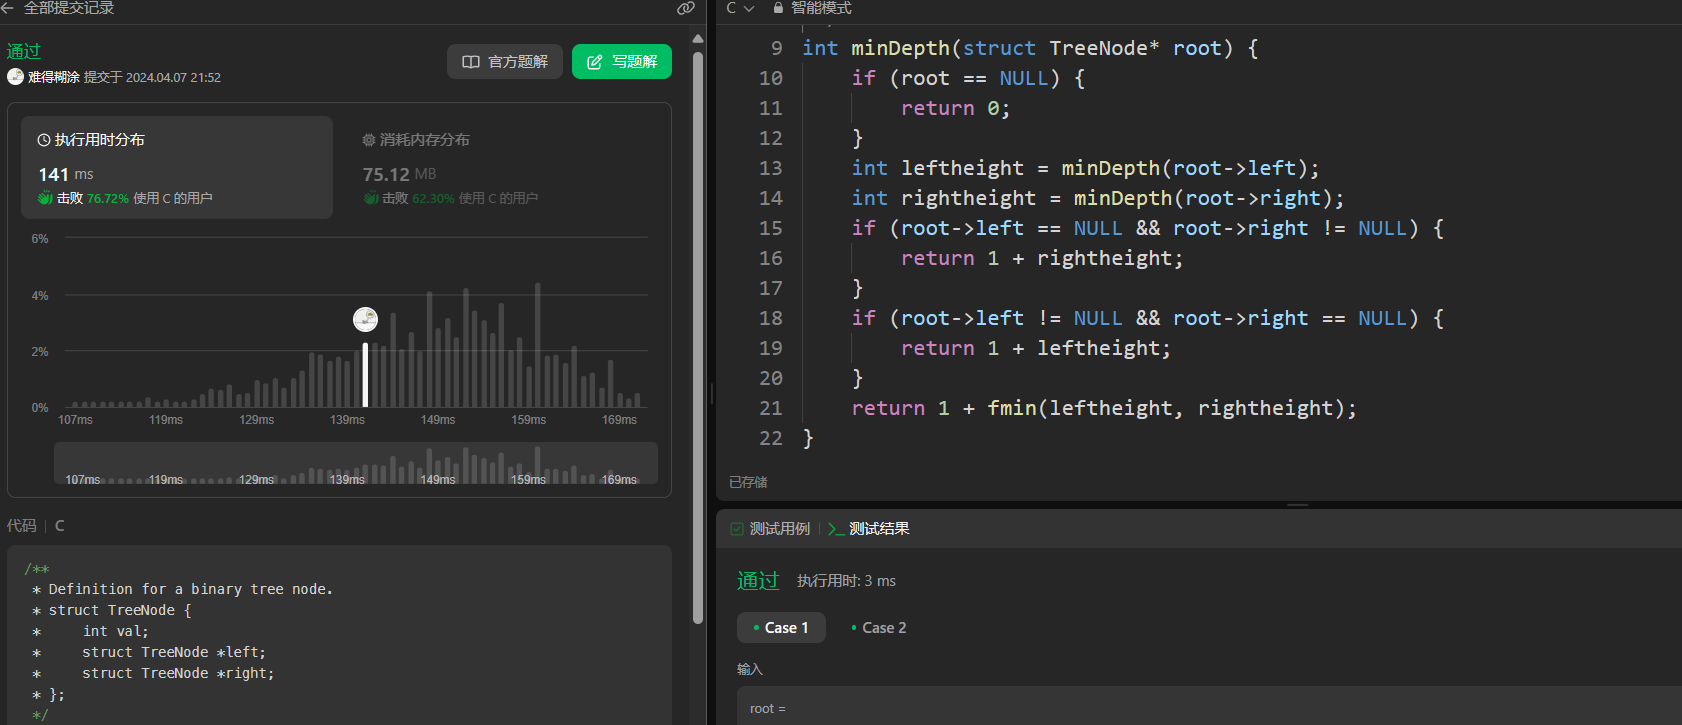 全部提交记录
通过
难得糊涂 提交于 2024.04.07 21:52
官方题解
写题解
执行用时分布
141 ms
击败 76.72% 使用 C 的用户
消耗内存分布
75.12 MB
击败 62.30% 使用 C 的用户
6%
4%
2%
0%
107ms 119ms 129ms 139ms 149ms 159ms 169ms
107ms 119ms 129ms 139ms 149ms 159ms 169ms
代码 | C
/**
 * Definition for a binary tree node.
 * struct TreeNode {
 *     int val;
 *     struct TreeNode *left;
 *     struct TreeNode *right;
 * };
 */
C 智能模式
9 int minDepth(struct TreeNode* root) {
10     if (root == NULL) {
11         return 0;
12     }
13     int leftheight = minDepth(root->left);
14     int rightheight = minDepth(root->right);
15     if (root->left == NULL && root->right != NULL) {
16         return 1 + rightheight;
17     }
18     if (root->left != NULL && root->right == NULL) {
19         return 1 + leftheight;
20     }
21     return 1 + fmin(leftheight, rightheight);
22 }
已存储
测试用例 | >_ 测试结果
通过 执行用时: 3 ms
Case 1
Case 2
输入
root =